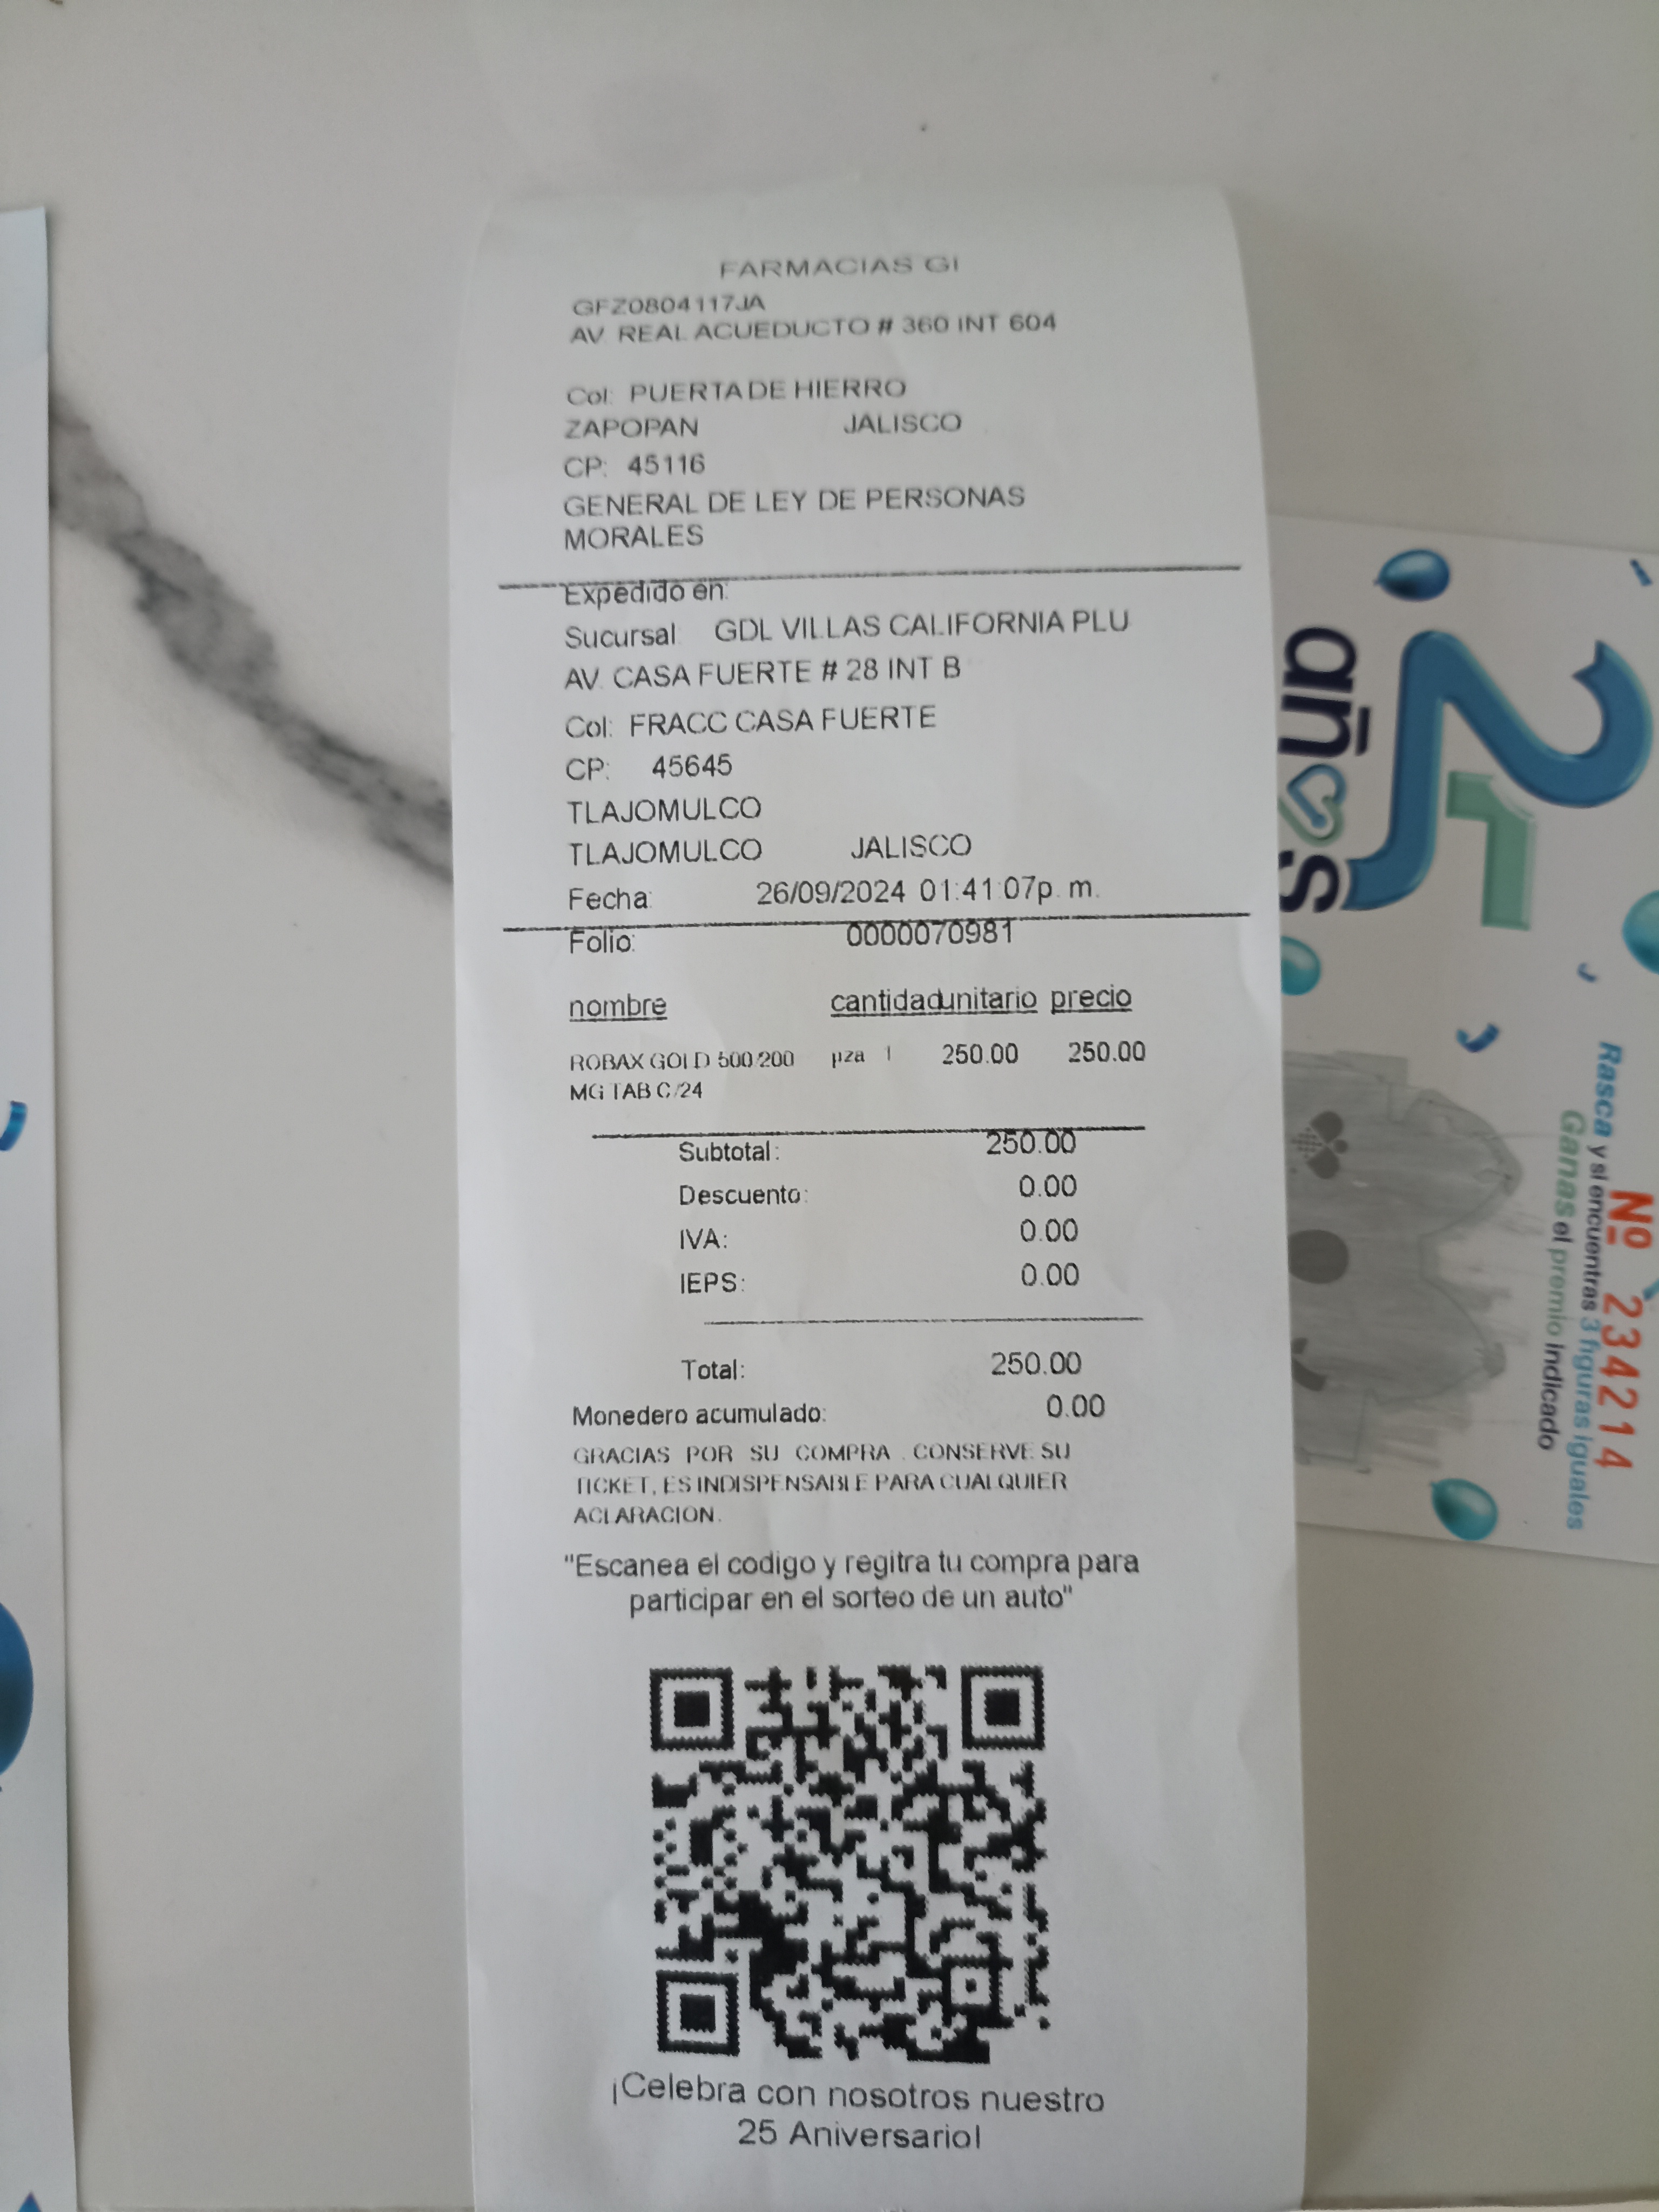 FARMACIAS GI
GFZ0804117JA
AV. REAL ACUEDUCTO # 360 INT 604
Col: PUERTA DE HIERRO
ZAPOPAN JALISCO
CP: 45116
GENERAL DE LEY DE PERSONAS
MORALES
Expedido en:
Sucursal: GDL VILLAS CALIFORNIA PLU
AV. CASA FUERTE # 28 INT B
Col: FRACC CASA FUERTE
CP: 45645
TLAJOMULCO
TLAJOMULCO JALISCO
Fecha: 26/09/2024 01:41:07p. m.
Folio: 0000070981
nombre cantidad unitario precio
ROBAX GOLD 500/200 pza 1 250.00 250.00
MG TAB C/24
Subtotal: 250.00
Descuento: 0.00
IVA: 0.00
IEPS: 0.00
Total: 250.00
Monedero acumulado: 0.00
GRACIAS POR SU COMPRA . CONSERVE SU
TICKET, ES INDISPENSABLE PARA CUALQUIER
ACLARACION.
"Escanea el codigo y regitra tu compra para
participar en el sorteo de un auto"
¡Celebra con nosotros nuestro
25 Aniversario!
25
años
Nº 234214
Rasca y si encuentras 3 figuras iguales
Ganas el premio indicado